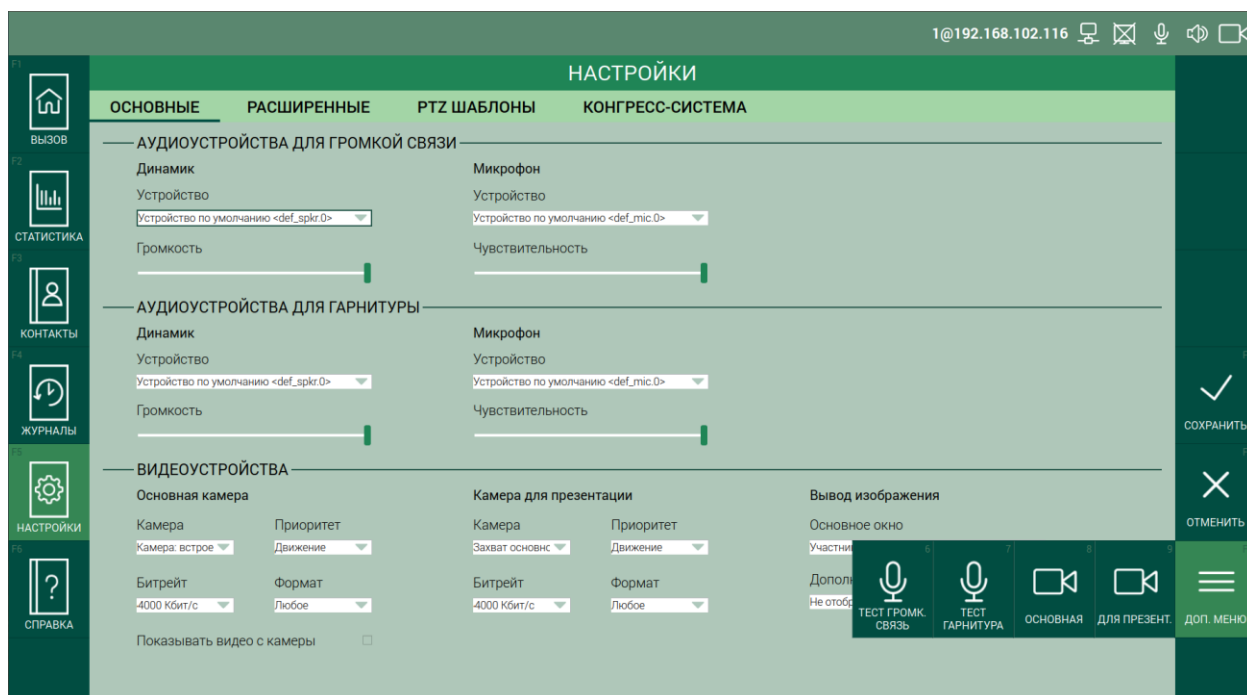 1@192.168.102.116
НАСТРОЙКИ
ОСНОВНЫЕ РАСШИРЕННЫЕ PTZ ШАБЛОНЫ КОНГРЕСС-СИСТЕМА
F1
ВЫЗОВ
F2
СТАТИСТИКА
F3
КОНТАКТЫ
F4
ЖУРНАЛЫ
F5
НАСТРОЙКИ
F6
СПРАВКА
АУДИОУСТРОЙСТВА ДЛЯ ГРОМКОЙ СВЯЗИ
Динамик Микрофон
Устройство Устройство
Устройство по умолчанию <def_spkr.0> Устройство по умолчанию <def_mic.0>
Громкость Чувствительность
АУДИОУСТРОЙСТВА ДЛЯ ГАРНИТУРЫ
Динамик Микрофон
Устройство Устройство
Устройство по умолчанию <def_spkr.0> Устройство по умолчанию <def_mic.0>
Громкость Чувствительность
ВИДЕОУСТРОЙСТВА
Основная камера Камера для презентации Вывод изображения
Камера Приоритет Камера Приоритет Основное окно
Камера: встрое Движение Захват основнс Движение
Битрейт Формат Битрейт Формат
4000 Кбит/с Любое 4000 Кбит/с Любое
Показывать видео с камеры
6 7 8 9
ТЕСТ ГРОМК. СВЯЗЬ
ТЕСТ ГАРНИТУРА
ОСНОВНАЯ
ДЛЯ ПРЕЗЕНТ.
СОХРАНИТЬ
ОТМЕНИТЬ
ДОП. МЕНЮ